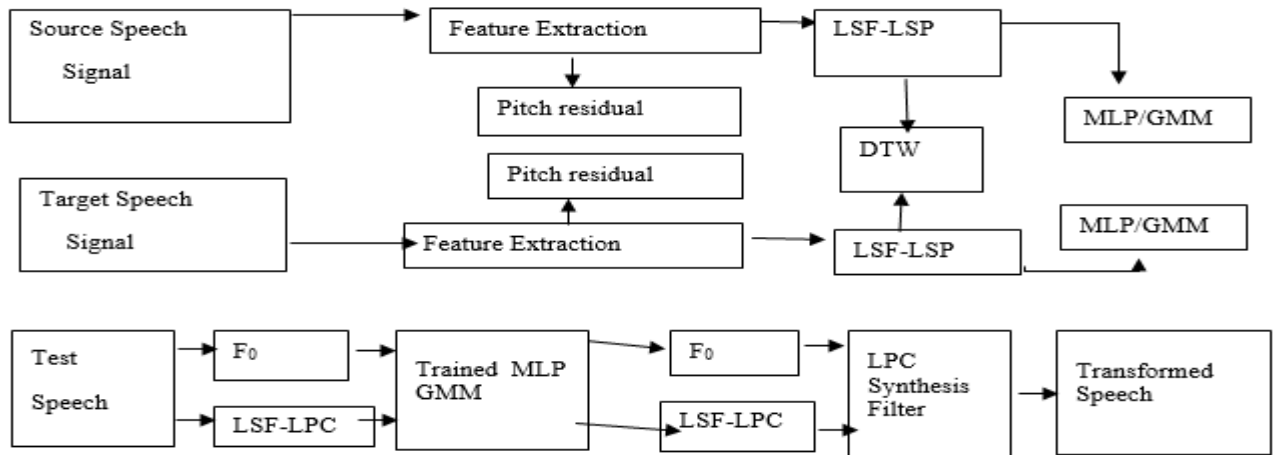 Source Speech
Signal
Feature Extraction
LSF-LSP
Pitch residual
MLP/GMM
DTW
Pitch residual
Target Speech
Signal
Feature Extraction
LSF-LSP
MLP/GMM
Test
Speech
F₀
LSF-LPC
Trained MLP
GMM
F₀
LSF-LPC
LPC
Synthesis
Filter
Transformed
Speech